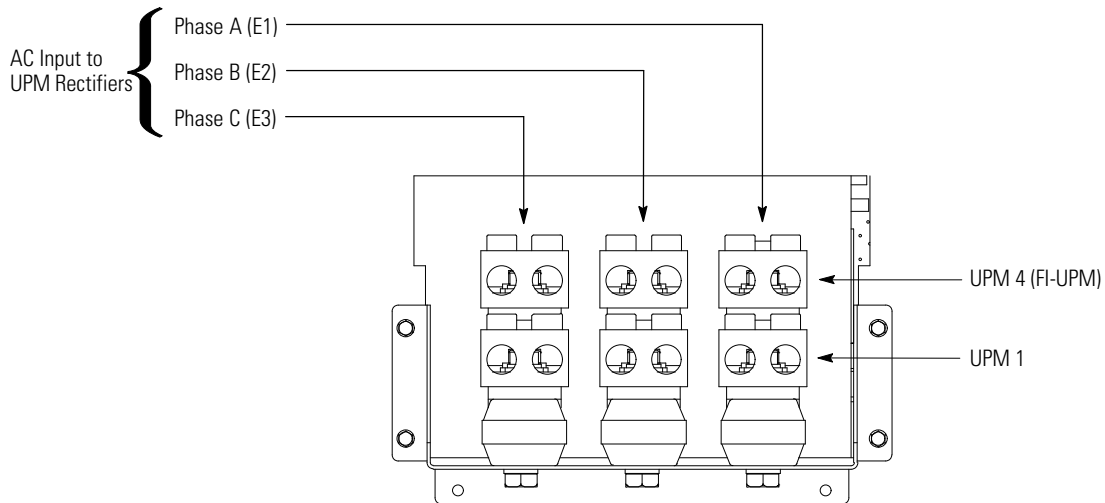 AC Input to
UPM Rectifiers
Phase A (E1)
Phase B (E2)
Phase C (E3)
UPM 4 (FI-UPM)
UPM 1